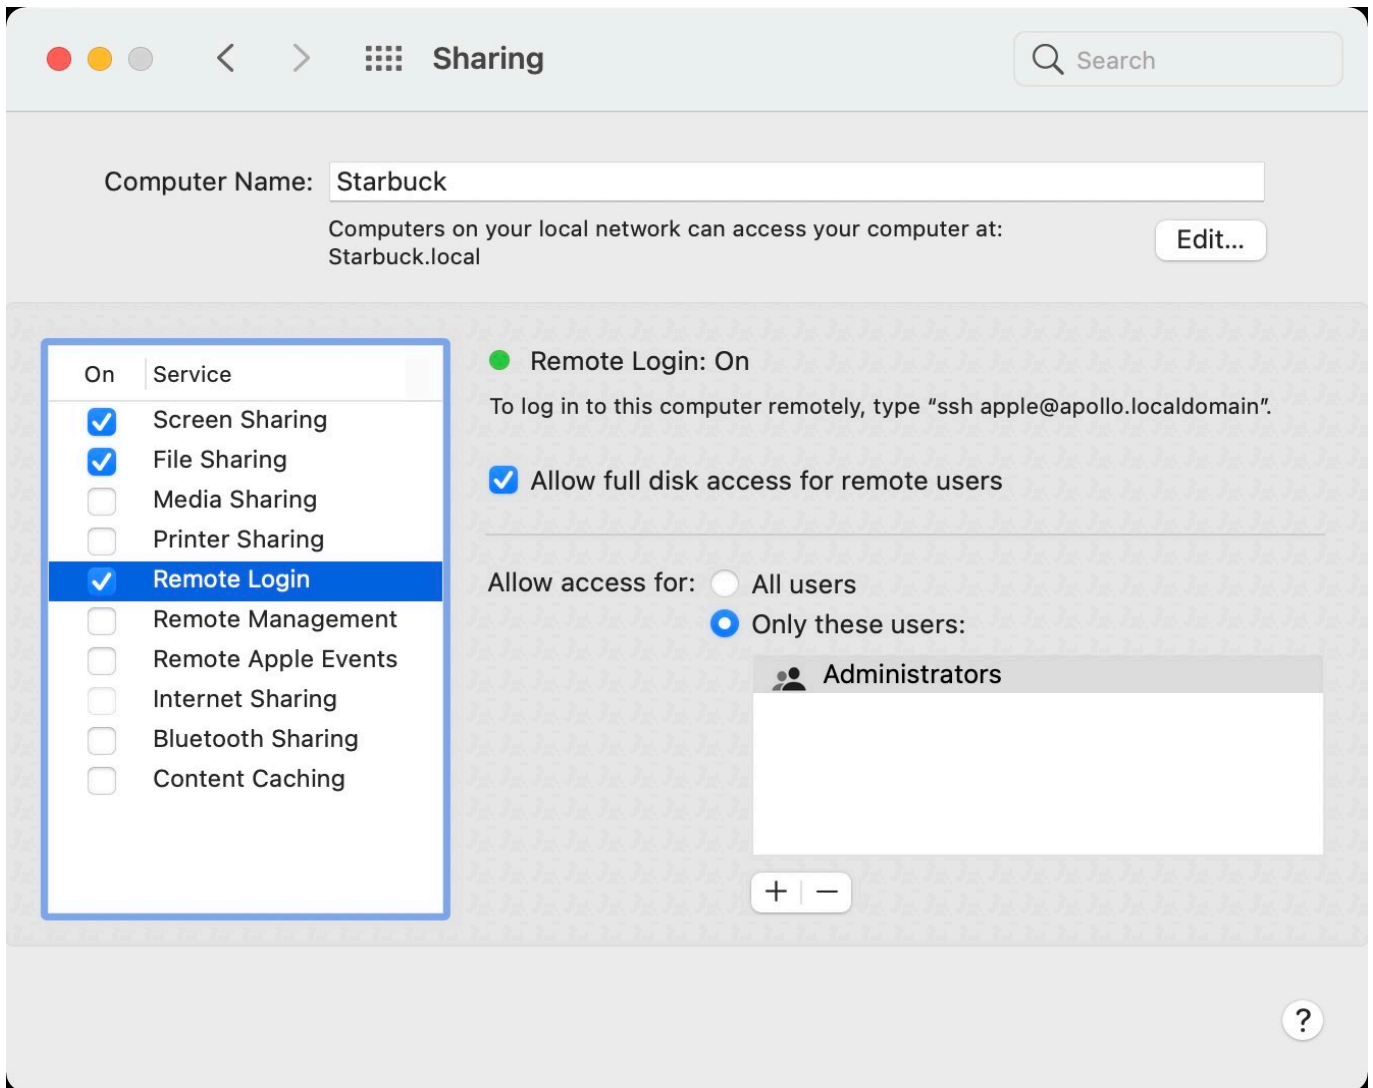 Sharing
Search
Computer Name: Starbuck
Computers on your local network can access your computer at:
Starbuck.local
Edit...
On Service
Screen Sharing
File Sharing
Media Sharing
Printer Sharing
Remote Login
Remote Management
Remote Apple Events
Internet Sharing
Bluetooth Sharing
Content Caching
Remote Login: On
To log in to this computer remotely, type “ssh apple@apollo.localdomain”.
Allow full disk access for remote users
Allow access for: All users
Only these users:
Administrators
+ −
?